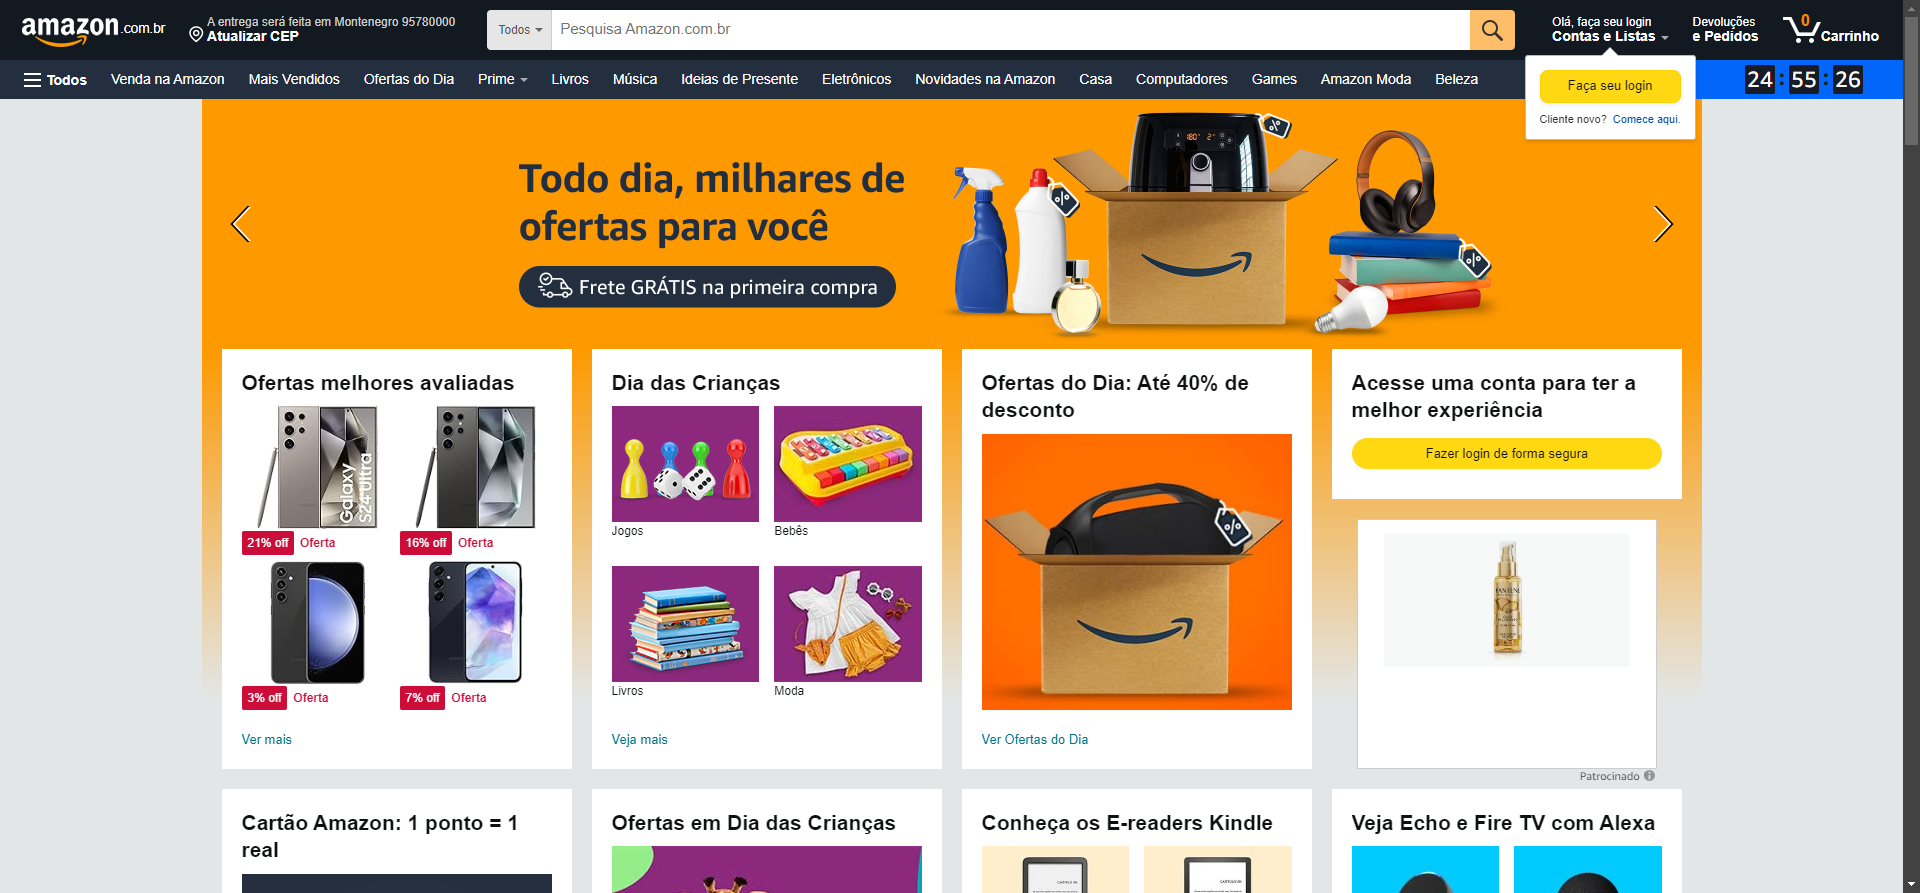 amazon.com.br
A entrega será feita em Montenegro 95780000
Atualizar CEP
Todos
Pesquisa Amazon.com.br
Olá, faça seu login
Contas e Listas
Devoluções
e Pedidos
0
Carrinho
Todos
Venda na Amazon
Mais Vendidos
Ofertas do Dia
Prime
Livros
Música
Ideias de Presente
Eletrônicos
Novidades na Amazon
Casa
Computadores
Games
Amazon Moda
Beleza
24 : 55 : 26
Faça seu login
Cliente novo? Comece aqui.
Todo dia, milhares de
ofertas para você
Frete GRÁTIS na primeira compra
Ofertas melhores avaliadas
Galaxy
S24 Ultra
21% off Oferta
16% off Oferta
3% off Oferta
7% off Oferta
Ver mais
Dia das Crianças
Jogos
Bebês
Livros
Moda
Veja mais
Ofertas do Dia: Até 40% de
desconto
Ver Ofertas do Dia
Acesse uma conta para ter a
melhor experiência
Fazer login de forma segura
PANTENE
Patrocinado
Cartão Amazon: 1 ponto = 1
real
Ofertas em Dia das Crianças
Conheça os E-readers Kindle
Veja Echo e Fire TV com Alexa